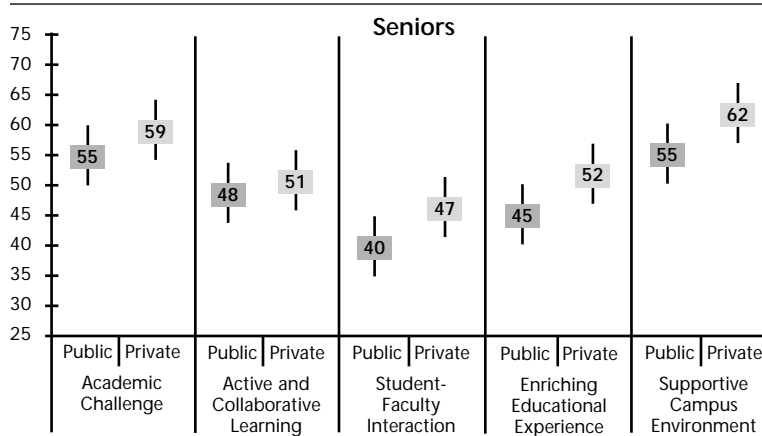 Seniors
75
70
65
60
55
50
45
40
35
30
25
55
59
48
51
40
47
45
52
55
62
Public Private Public Private Public Private Public Private Public Private
Academic
Challenge
Active and
Collaborative
Learning
Student-
Faculty
Interaction
Enriching
Educational
Experience
Supportive
Campus
Environment